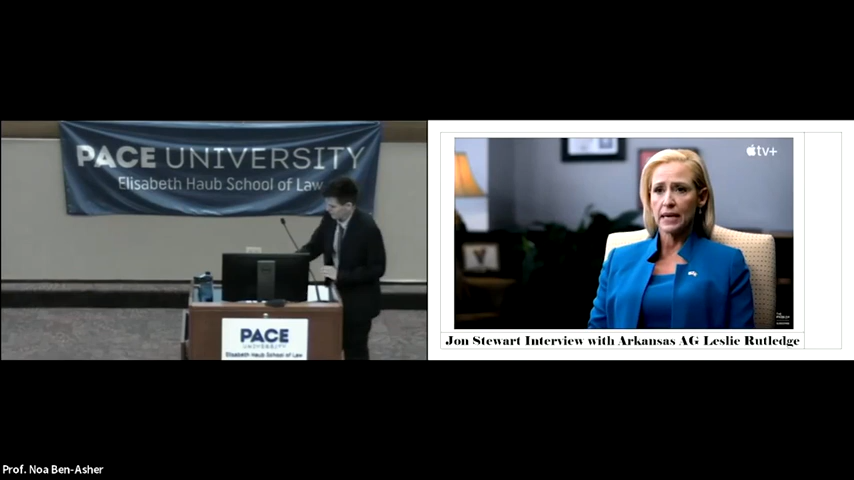 PACE UNIVERSITY
Elisabeth Haub School of Law
PACE
UNIVERSITY
Elisabeth Haub School of Law
tv+
Jon Stewart Interview with Arkansas AG Leslie Rutledge
Prof. Noa Ben-Asher